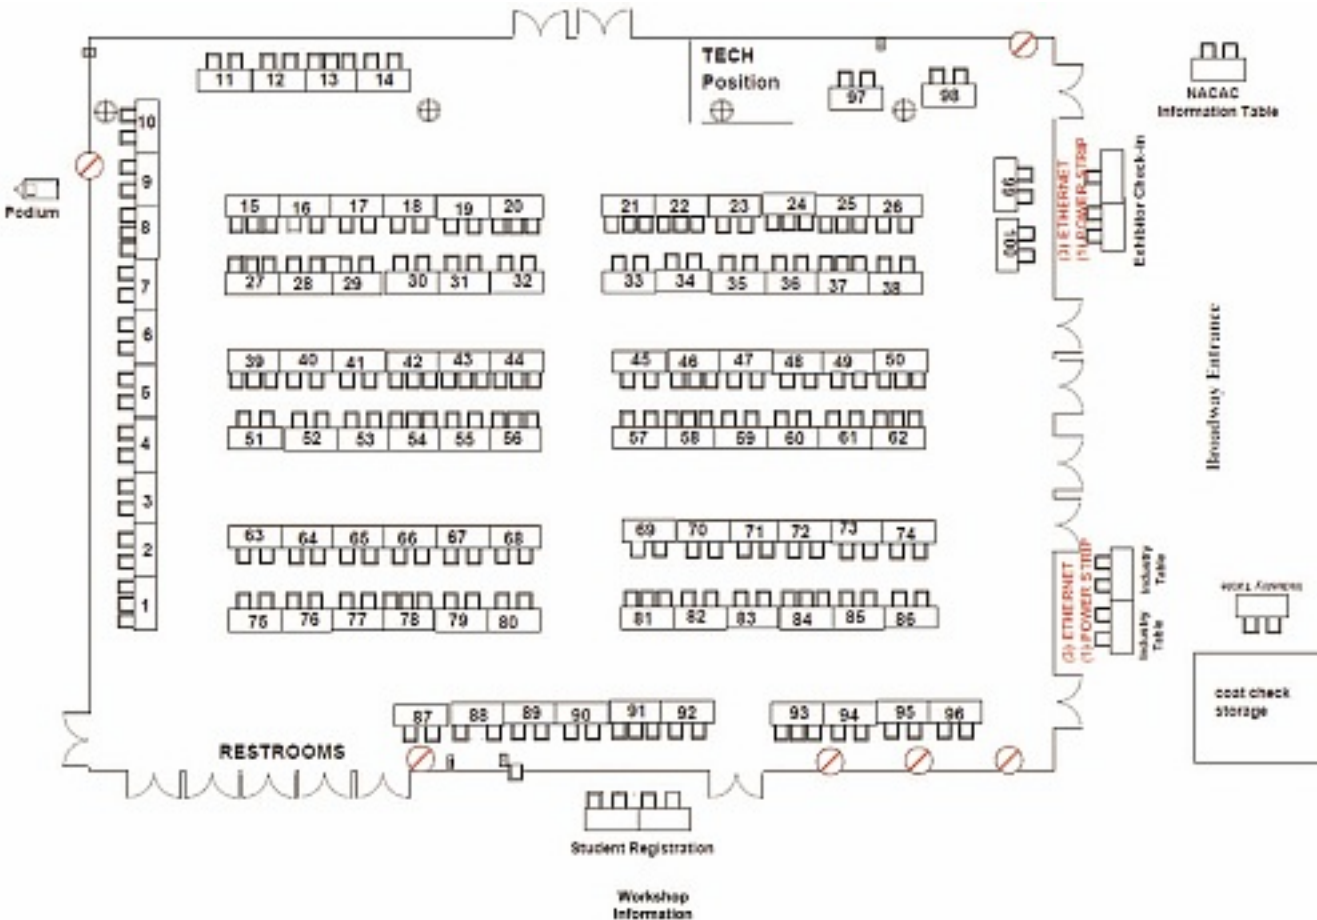 TECH
Position
11 12 13 14
97 98
NACAC
Information Table
10
9
8
7
6
5
4
3
2
1
Podium
99
100
(3) ETHERNET
(1) POWER STRIP
Exhibitor Check-in
15 16 17 18 19 20
21 22 23 24 25 26
27 28 29 30 31 32
33 34 35 36 37 38
Broadway Entrance
39 40 41 42 43 44
45 46 47 48 49 50
51 52 53 54 55 56
57 58 59 60 61 62
63 64 65 66 67 68
69 70 71 72 73 74
(3) ETHERNET
(1) POWER STRIP
Industry
Table
Industry
Table
75 76 77 78 79 80
81 82 83 84 85 86
Table
coat check
storage
87 88 89 90 91 92
93 94 95 96
RESTROOMS
Student Registration
Workshop
Information